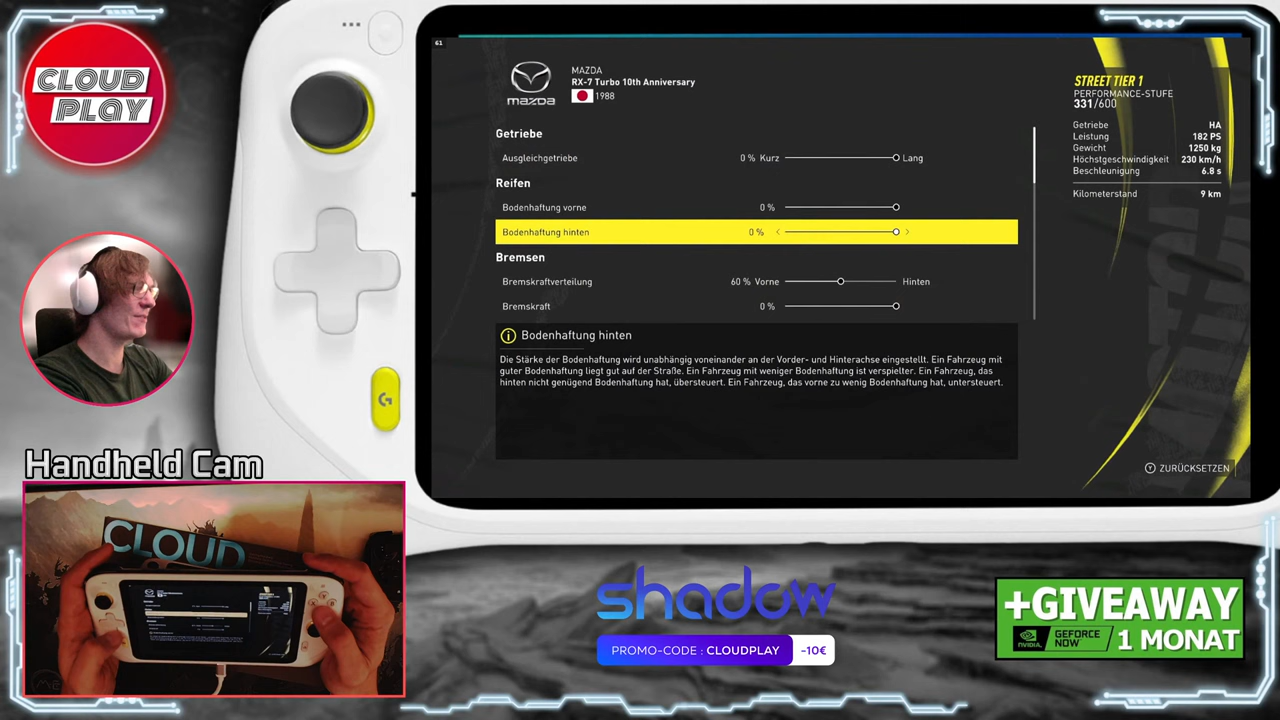 CLOUD
PLAY
61
mazda
MAZDA
RX-7 Turbo 10th Anniversary
1988
STREET TIER 1
PERFORMANCE-STUFE
331/600
Getriebe HA
Leistung 182 PS
Gewicht 1250 kg
Höchstgeschwindigkeit 230 km/h
Beschleunigung 6.8 s
Kilometerstand 9 km
Getriebe
Ausgleichgetriebe 0 % Kurz Lang
Reifen
Bodenhaftung vorne 0 %
Bodenhaftung hinten 0 %
Bremsen
Bremskraftverteilung 60 % Vorne Hinten
Bremskraft 0 %
Bodenhaftung hinten
Die Stärke der Bodenhaftung wird unabhängig voneinander an der Vorder- und Hinterachse eingestellt. Ein Fahrzeug mit
guter Bodenhaftung liegt gut auf der Straße. Ein Fahrzeug mit weniger Bodenhaftung ist verspielter. Ein Fahrzeug, das
hinten nicht genügend Bodenhaftung hat, übersteuert. Ein Fahrzeug, das vorne zu wenig Bodenhaftung hat, untersteuert.
Y ZURÜCKSETZEN
G
Handheld Cam
CLOUD
shadow
PROMO-CODE : CLOUDPLAY -10€
+GIVEAWAY
NVIDIA GEFORCE NOW 1 MONAT